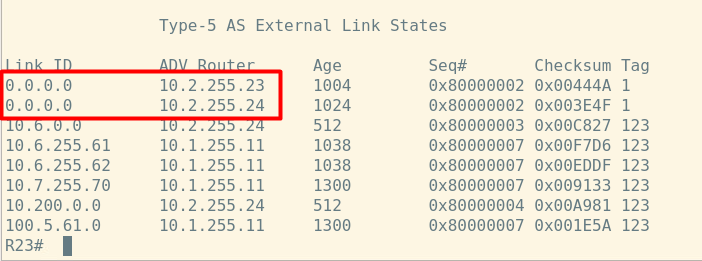 Type-5 AS External Link States
Link ID ADV Router Age Seq# Checksum Tag
0.0.0.0 10.2.255.23 1004 0x80000002 0x00444A 1
0.0.0.0 10.2.255.24 1024 0x80000002 0x003E4F 1
10.6.0.0 10.2.255.24 512 0x80000003 0x00C827 123
10.6.255.61 10.1.255.11 1038 0x80000007 0x00F7D6 123
10.6.255.62 10.1.255.11 1038 0x80000007 0x00EDDF 123
10.7.255.70 10.1.255.11 1300 0x80000007 0x009133 123
10.200.0.0 10.2.255.24 512 0x80000004 0x00A981 123
100.5.61.0 10.1.255.11 1300 0x80000007 0x001E5A 123
R23#